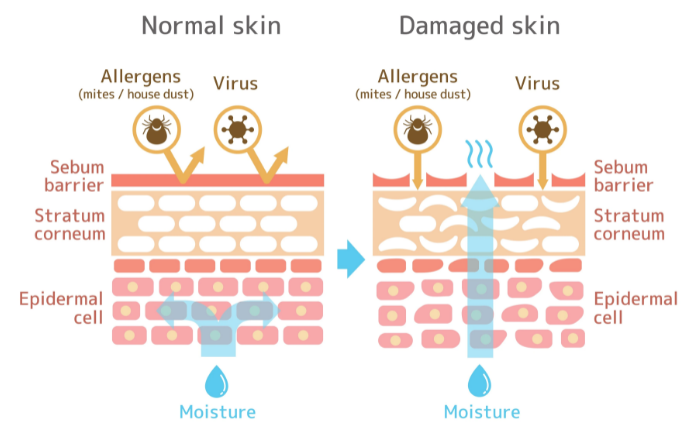 Normal skin
Allergens
(mites / house dust)
Virus
Sebum
barrier
Stratum
corneum
Epidermal
cell
Moisture
Damaged skin
Allergens
(mites / house dust)
Virus
Sebum
barrier
Stratum
corneum
Epidermal
cell
Moisture